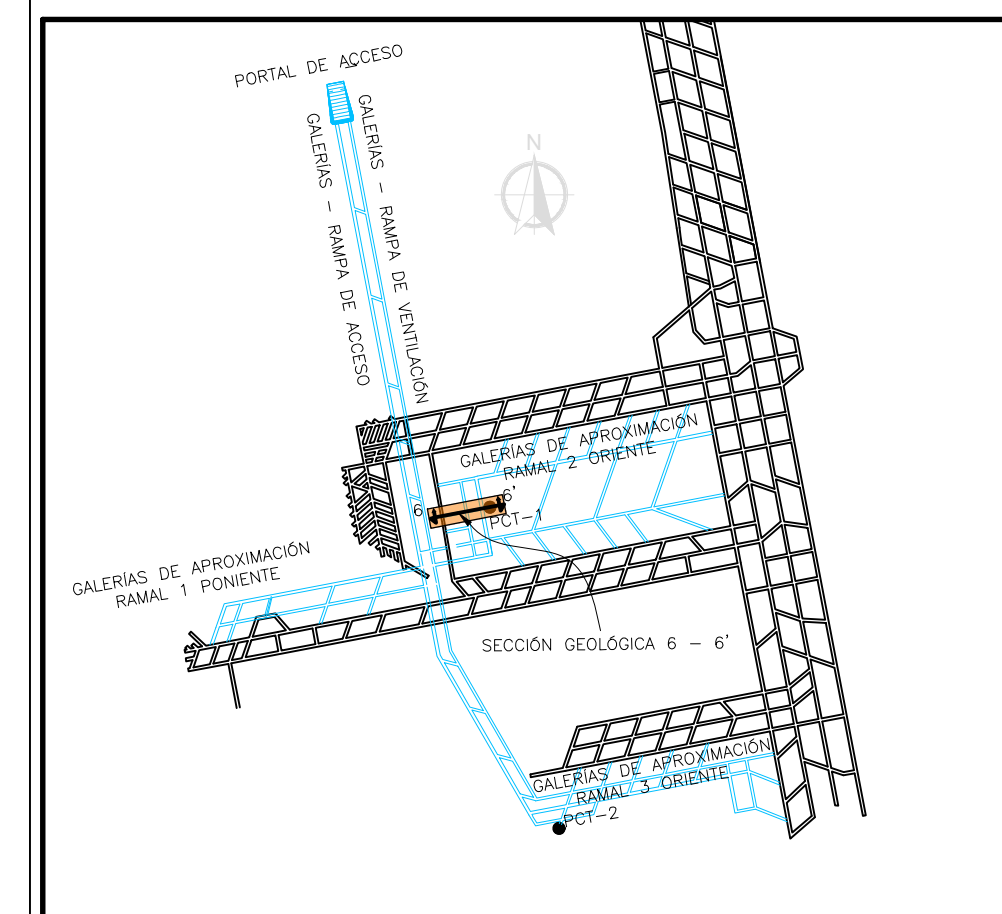 PORTAL DE ACCESO
GALERÍAS - RAMPA DE ACCESO
GALERÍAS - RAMPA DE VENTILACIÓN
N
GALERÍAS DE APROXIMACIÓN
RAMAL 2 ORIENTE
6
6'
PCT-1
GALERÍAS DE APROXIMACIÓN
RAMAL 1 PONIENTE
SECCIÓN GEOLÓGICA 6 - 6'
GALERÍAS DE APROXIMACIÓN
RAMAL 3 ORIENTE
PCT-2